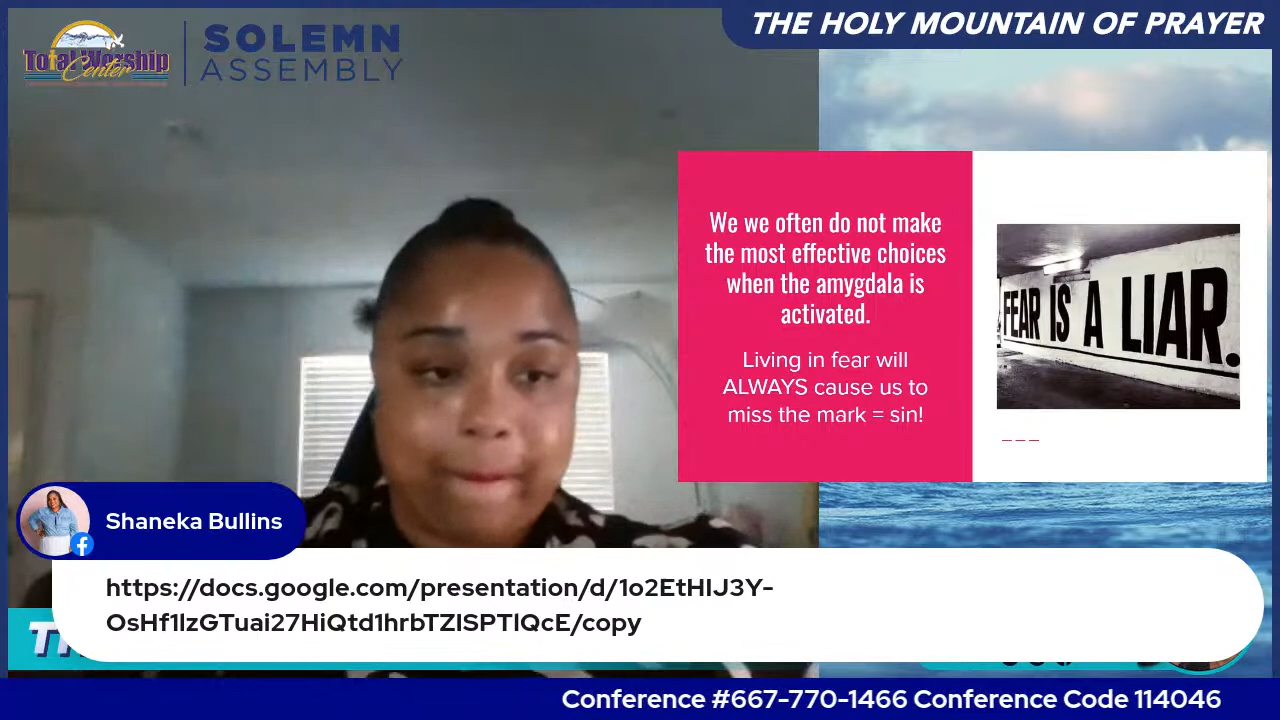 THE HOLY MOUNTAIN OF PRAYER
Total Worship
Center
SOLEMN
ASSEMBLY
We we often do not make
the most effective choices
when the amygdala is
activated.
Living in fear will
ALWAYS cause us to
miss the mark = sin!
FEAR IS A LIAR.
Shaneka Bullins
https://docs.google.com/presentation/d/1o2EtHIJ3Y-
OsHf1lzGTuai27HiQtd1hrbTZlSPTlQcE/copy
Conference #667-770-1466 Conference Code 114046